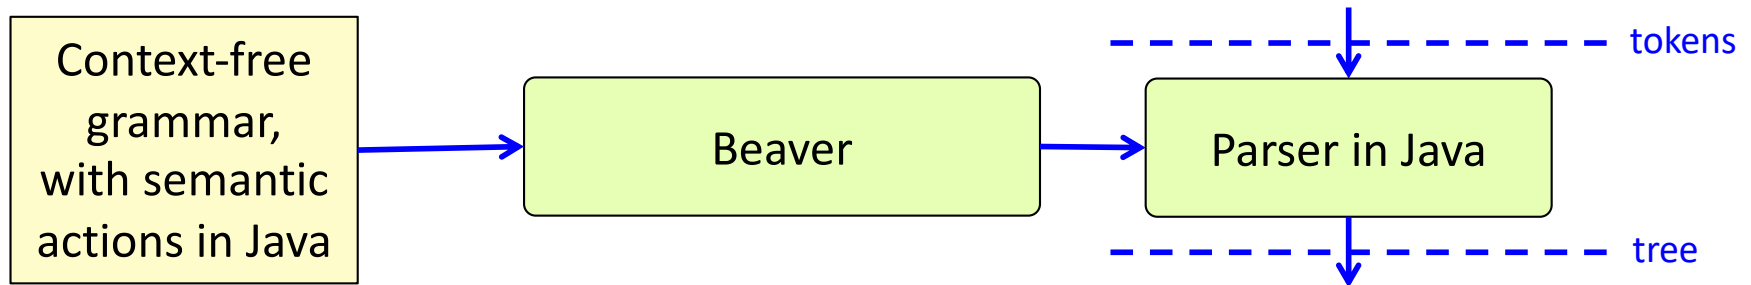 Context-free
grammar,
with semantic
actions in Java
Beaver
Parser in Java
tokens
tree